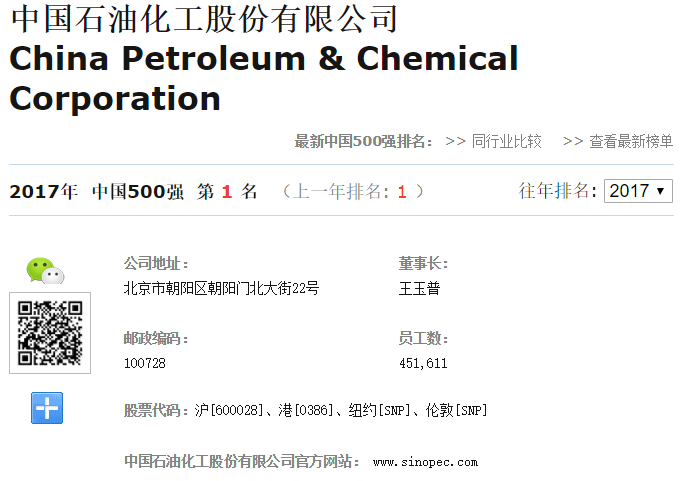 中国石油化工股份有限公司
China Petroleum & Chemical
Corporation
最新中国500强排名： >> 同行业比较 >> 查看最新榜单
2017年 中国500强 第 1 名 （上一年排名: 1 ） 往年排名: 2017
公司地址： 董事长：
北京市朝阳区朝阳门北大街22号 王玉普
邮政编码： 员工数：
100728 451,611
股票代码：沪[600028]、港[0386]、纽约[SNP]、伦敦[SNP]
中国石油化工股份有限公司官方网站： www.sinopec.com